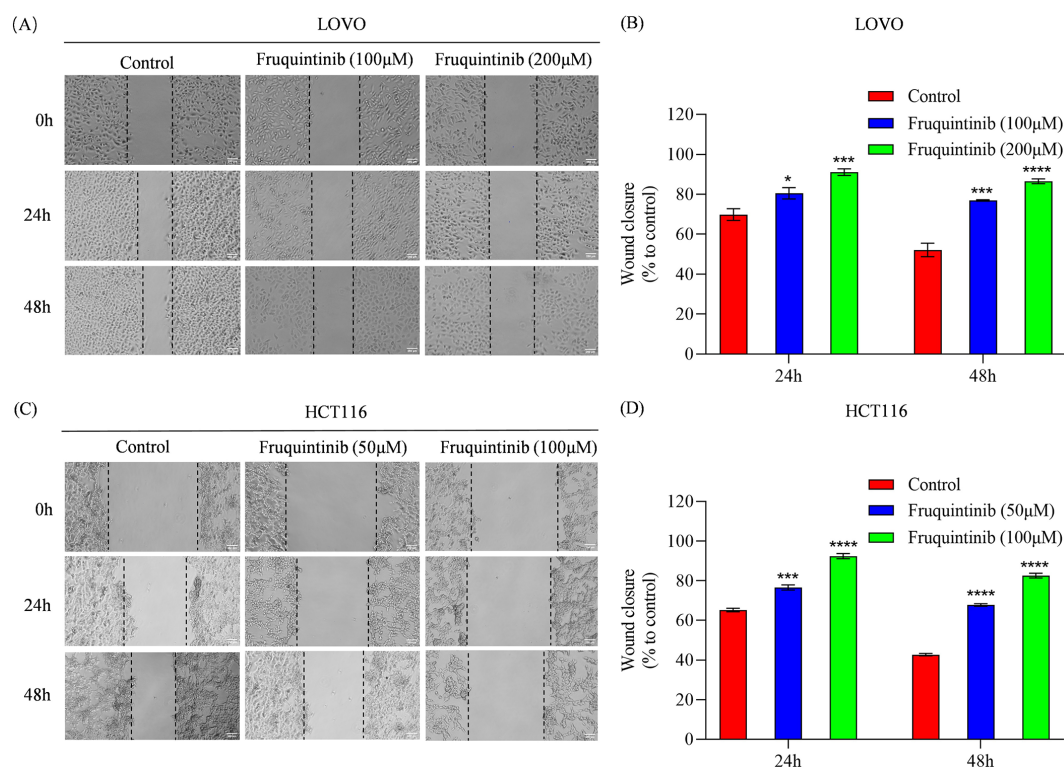 (A)
LOVO
Control Fruquintinib (100μM) Fruquintinib (200μM)
0h
24h
48h
(B)
LOVO
Control
Fruquintinib (100μM)
Fruquintinib (200μM)
Wound closure
(% to control)
120
100
80
60
40
20
0
* *** *** ****
24h 48h
(C)
HCT116
Control Fruquintinib (50μM) Fruquintinib (100μM)
0h
24h
48h
(D)
HCT116
Control
Fruquintinib (50μM)
Fruquintinib (100μM)
Wound closure
(% to control)
120
100
80
60
40
20
0
*** **** **** ****
24h 48h